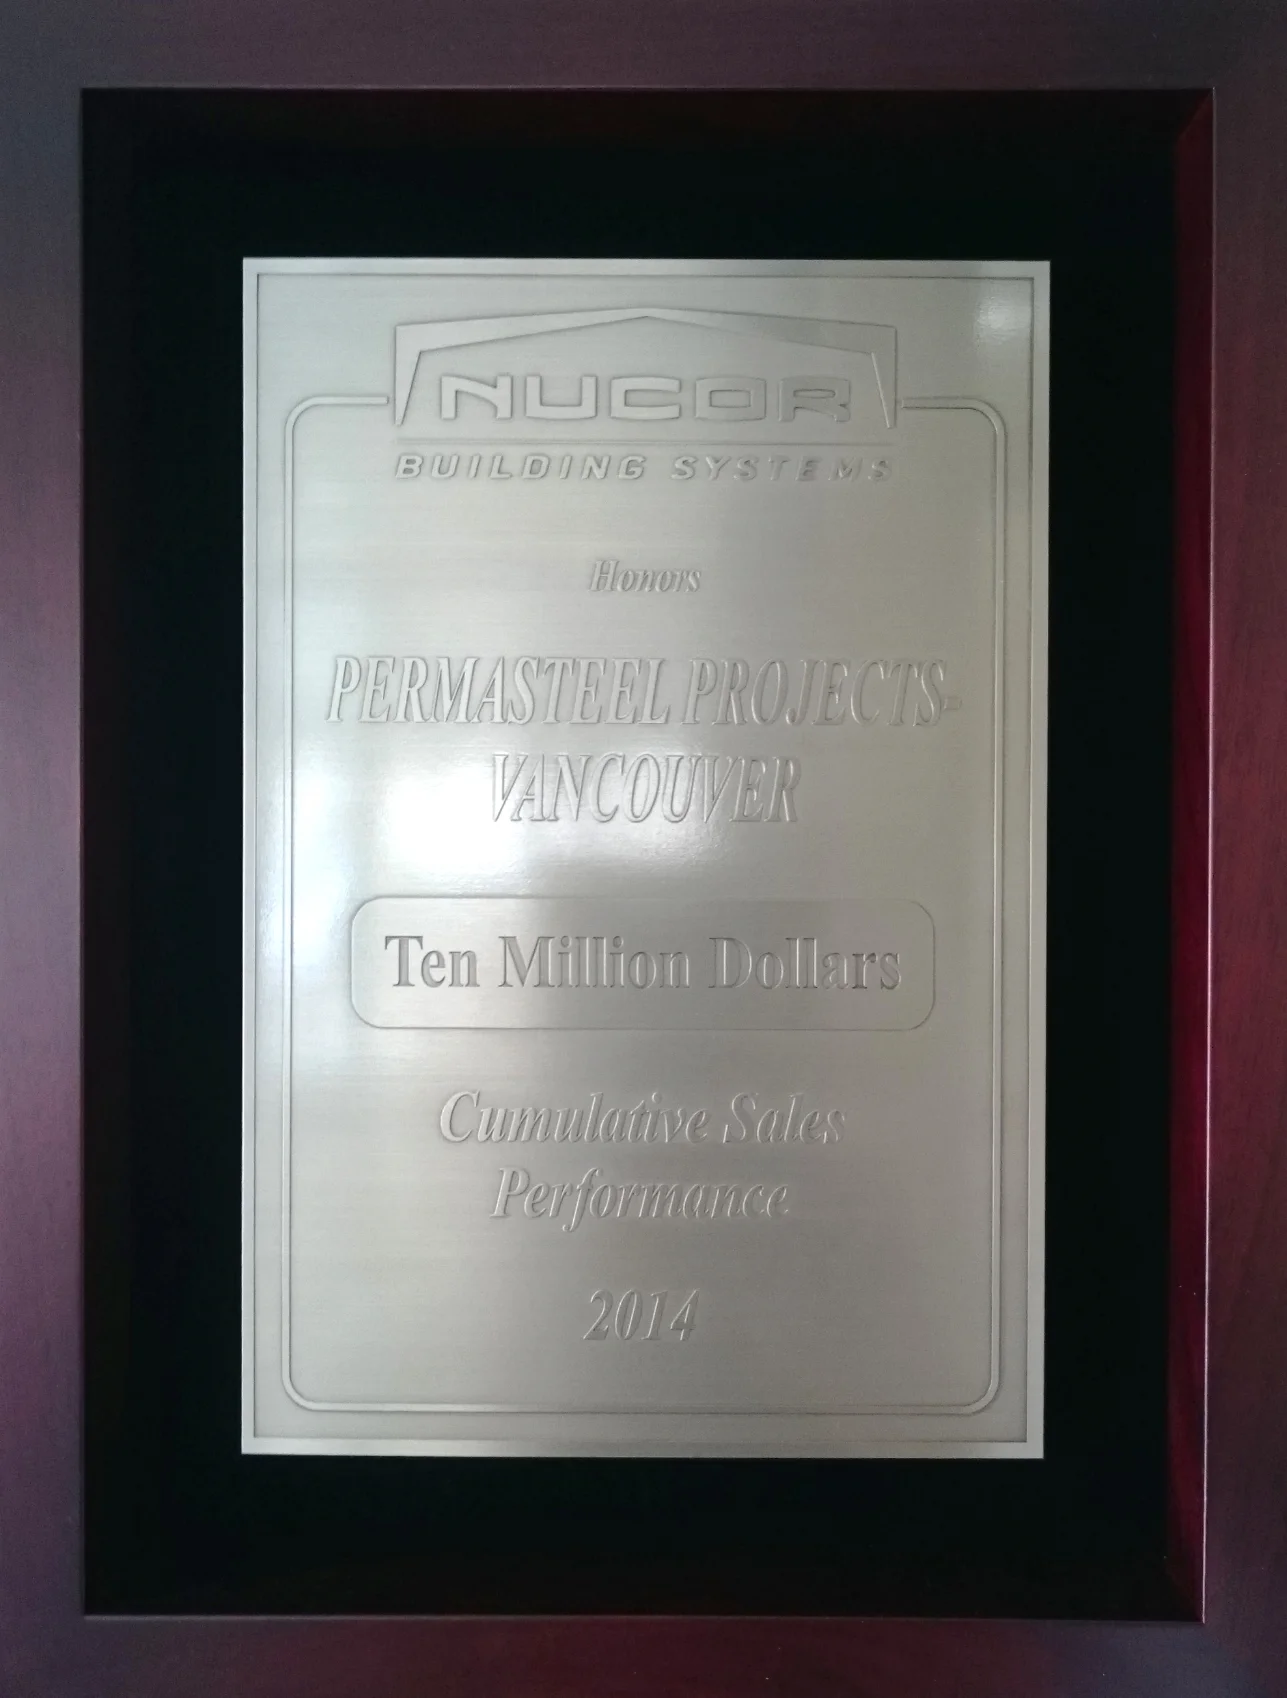 NUCOR
BUILDING SYSTEMS
Honors
PERMASTEEL PROJECTS-
VANCOUVER
Ten Million Dollars
Cumulative Sales
Performance
2014